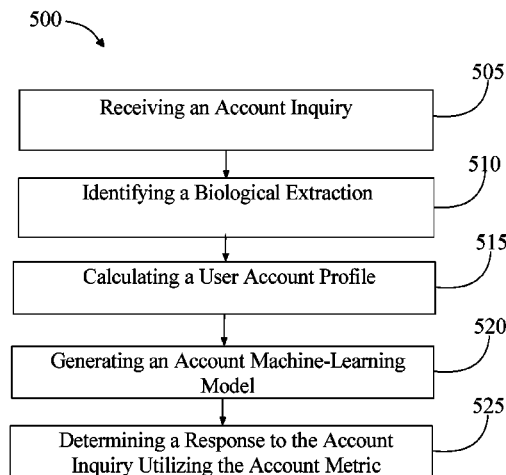 500
505
Receiving an Account Inquiry
510
Identifying a Biological Extraction
515
Calculating a User Account Profile
520
Generating an Account Machine-Learning
Model
525
Determining a Response to the Account
Inquiry Utilizing the Account Metric